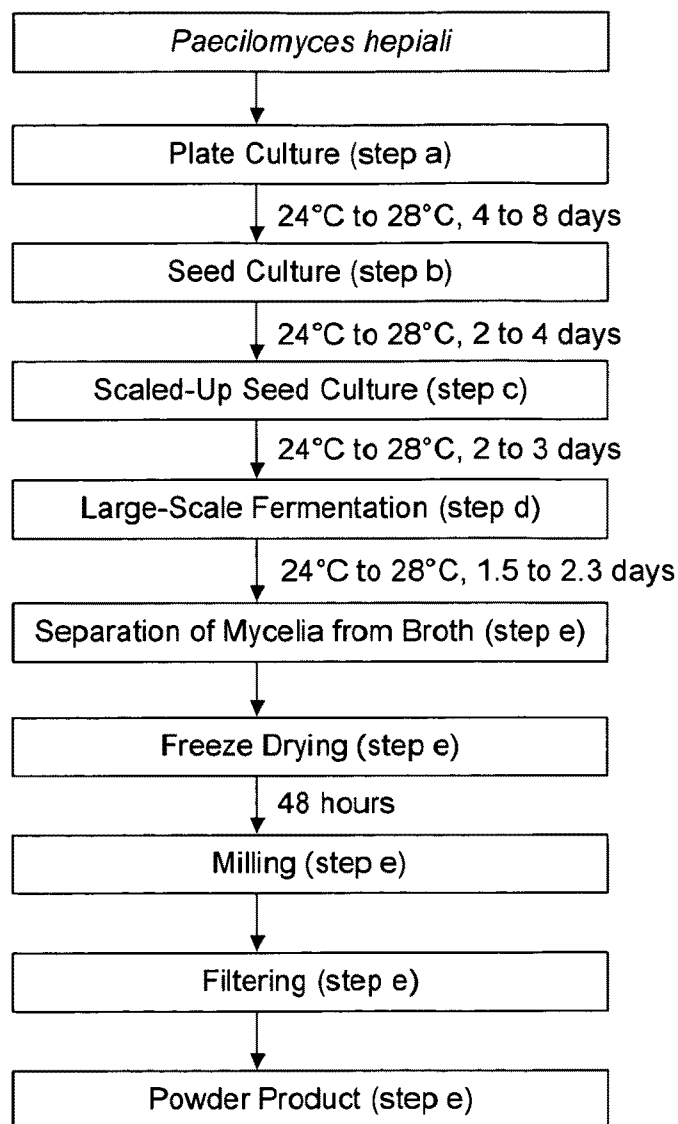 Paecilomyces hepiali
Plate Culture (step a)
24°C to 28°C, 4 to 8 days
Seed Culture (step b)
24°C to 28°C, 2 to 4 days
Scaled-Up Seed Culture (step c)
24°C to 28°C, 2 to 3 days
Large-Scale Fermentation (step d)
24°C to 28°C, 1.5 to 2.3 days
Separation of Mycelia from Broth (step e)
Freeze Drying (step e)
48 hours
Milling (step e)
Filtering (step e)
Powder Product (step e)